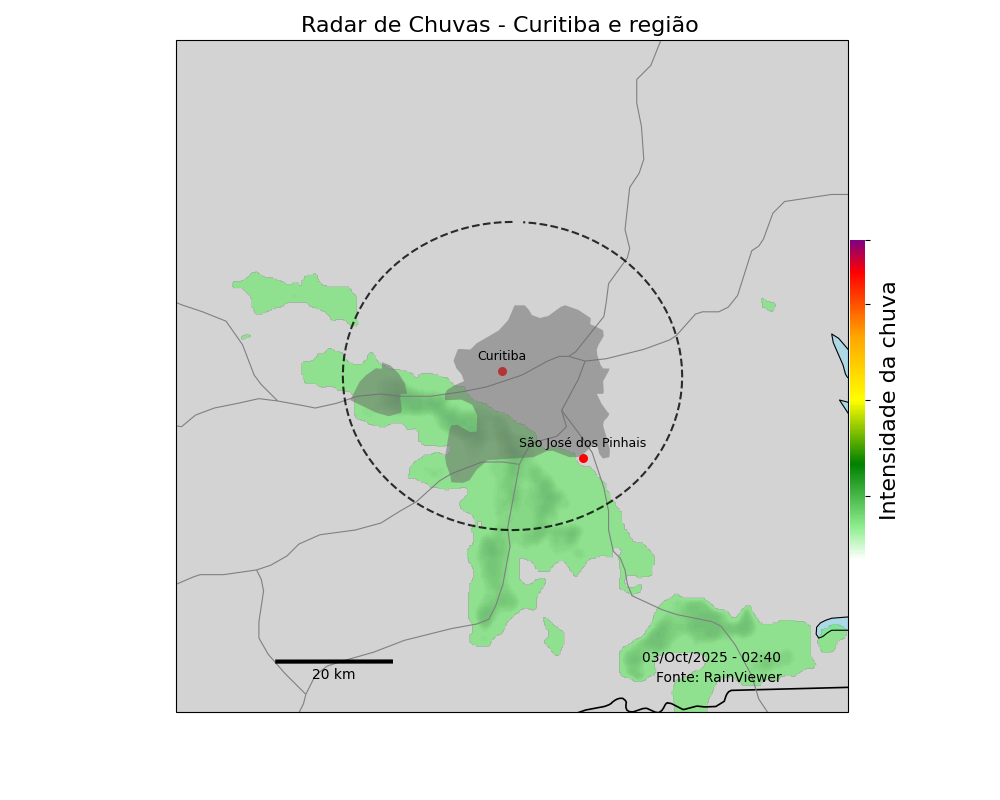 Radar de Chuvas - Curitiba e região
Curitiba
São José dos Pinhais
Intensidade da chuva
03/Oct/2025 - 02:40
Fonte: RainViewer
20 km